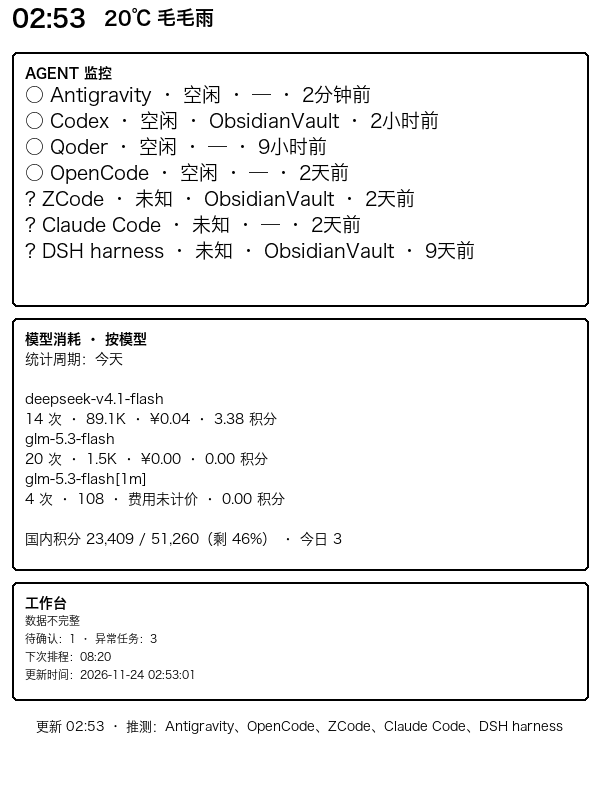 02:53 20℃ 毛毛雨
AGENT 监控
○ Antigravity · 空闲 · — · 2分钟前
○ Codex · 空闲 · ObsidianVault · 2小时前
○ Qoder · 空闲 · — · 9小时前
○ OpenCode · 空闲 · — · 2天前
? ZCode · 未知 · ObsidianVault · 2天前
? Claude Code · 未知 · — · 2天前
? DSH harness · 未知 · ObsidianVault · 9天前
模型消耗 · 按模型
统计周期：今天
deepseek-v4.1-flash
14 次 · 89.1K · ¥0.04 · 3.38 积分
glm-5.3-flash
20 次 · 1.5K · ¥0.00 · 0.00 积分
glm-5.3-flash[1m]
4 次 · 108 · 费用未计价 · 0.00 积分
国内积分 23,409 / 51,260（剩 46%） · 今日 3
工作台
数据不完整
待确认：1 · 异常任务：3
下次排程：08:20
更新时间：2026-11-24 02:53:01
更新 02:53 · 推测：Antigravity、OpenCode、ZCode、Claude Code、DSH harness